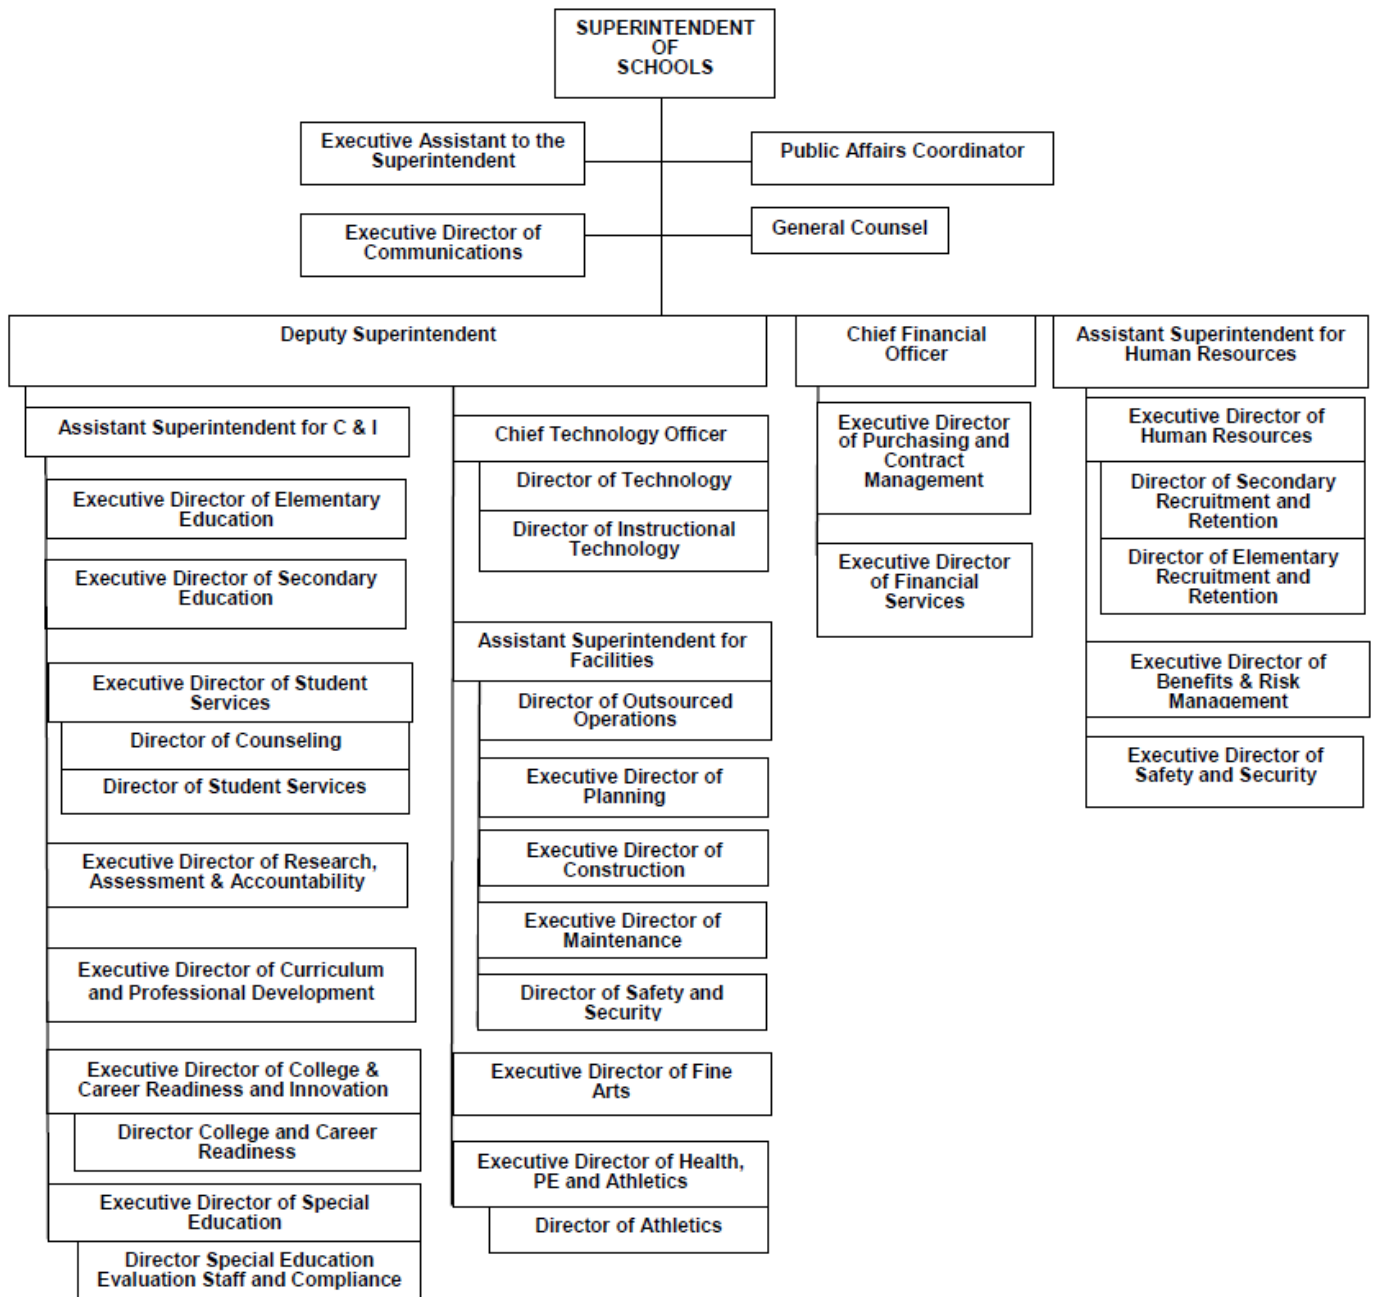 SUPERINTENDENT
OF
SCHOOLS
Executive Assistant to the
Superintendent
Public Affairs Coordinator
Executive Director of
Communications
General Counsel
Deputy Superintendent
Assistant Superintendent for C & I
Executive Director of Elementary
Education
Executive Director of Secondary
Education
Executive Director of Student
Services
Director of Counseling
Director of Student Services
Executive Director of Research,
Assessment & Accountability
Executive Director of Curriculum
and Professional Development
Executive Director of College &
Career Readiness and Innovation
Director College and Career
Readiness
Executive Director of Special
Education
Director Special Education
Evaluation Staff and Compliance
Chief Technology Officer
Director of Technology
Director of Instructional
Technology
Assistant Superintendent for
Facilities
Director of Outsourced
Operations
Executive Director of
Planning
Executive Director of
Construction
Executive Director of
Maintenance
Director of Safety and
Security
Executive Director of Fine
Arts
Executive Director of Health,
PE and Athletics
Director of Athletics
Chief Financial
Officer
Executive Director
of Purchasing and
Contract
Management
Executive Director
of Financial
Services
Assistant Superintendent for
Human Resources
Executive Director of
Human Resources
Director of Secondary
Recruitment and
Retention
Director of Elementary
Recruitment and
Retention
Executive Director of
Benefits & Risk
Management
Executive Director of
Safety and Security